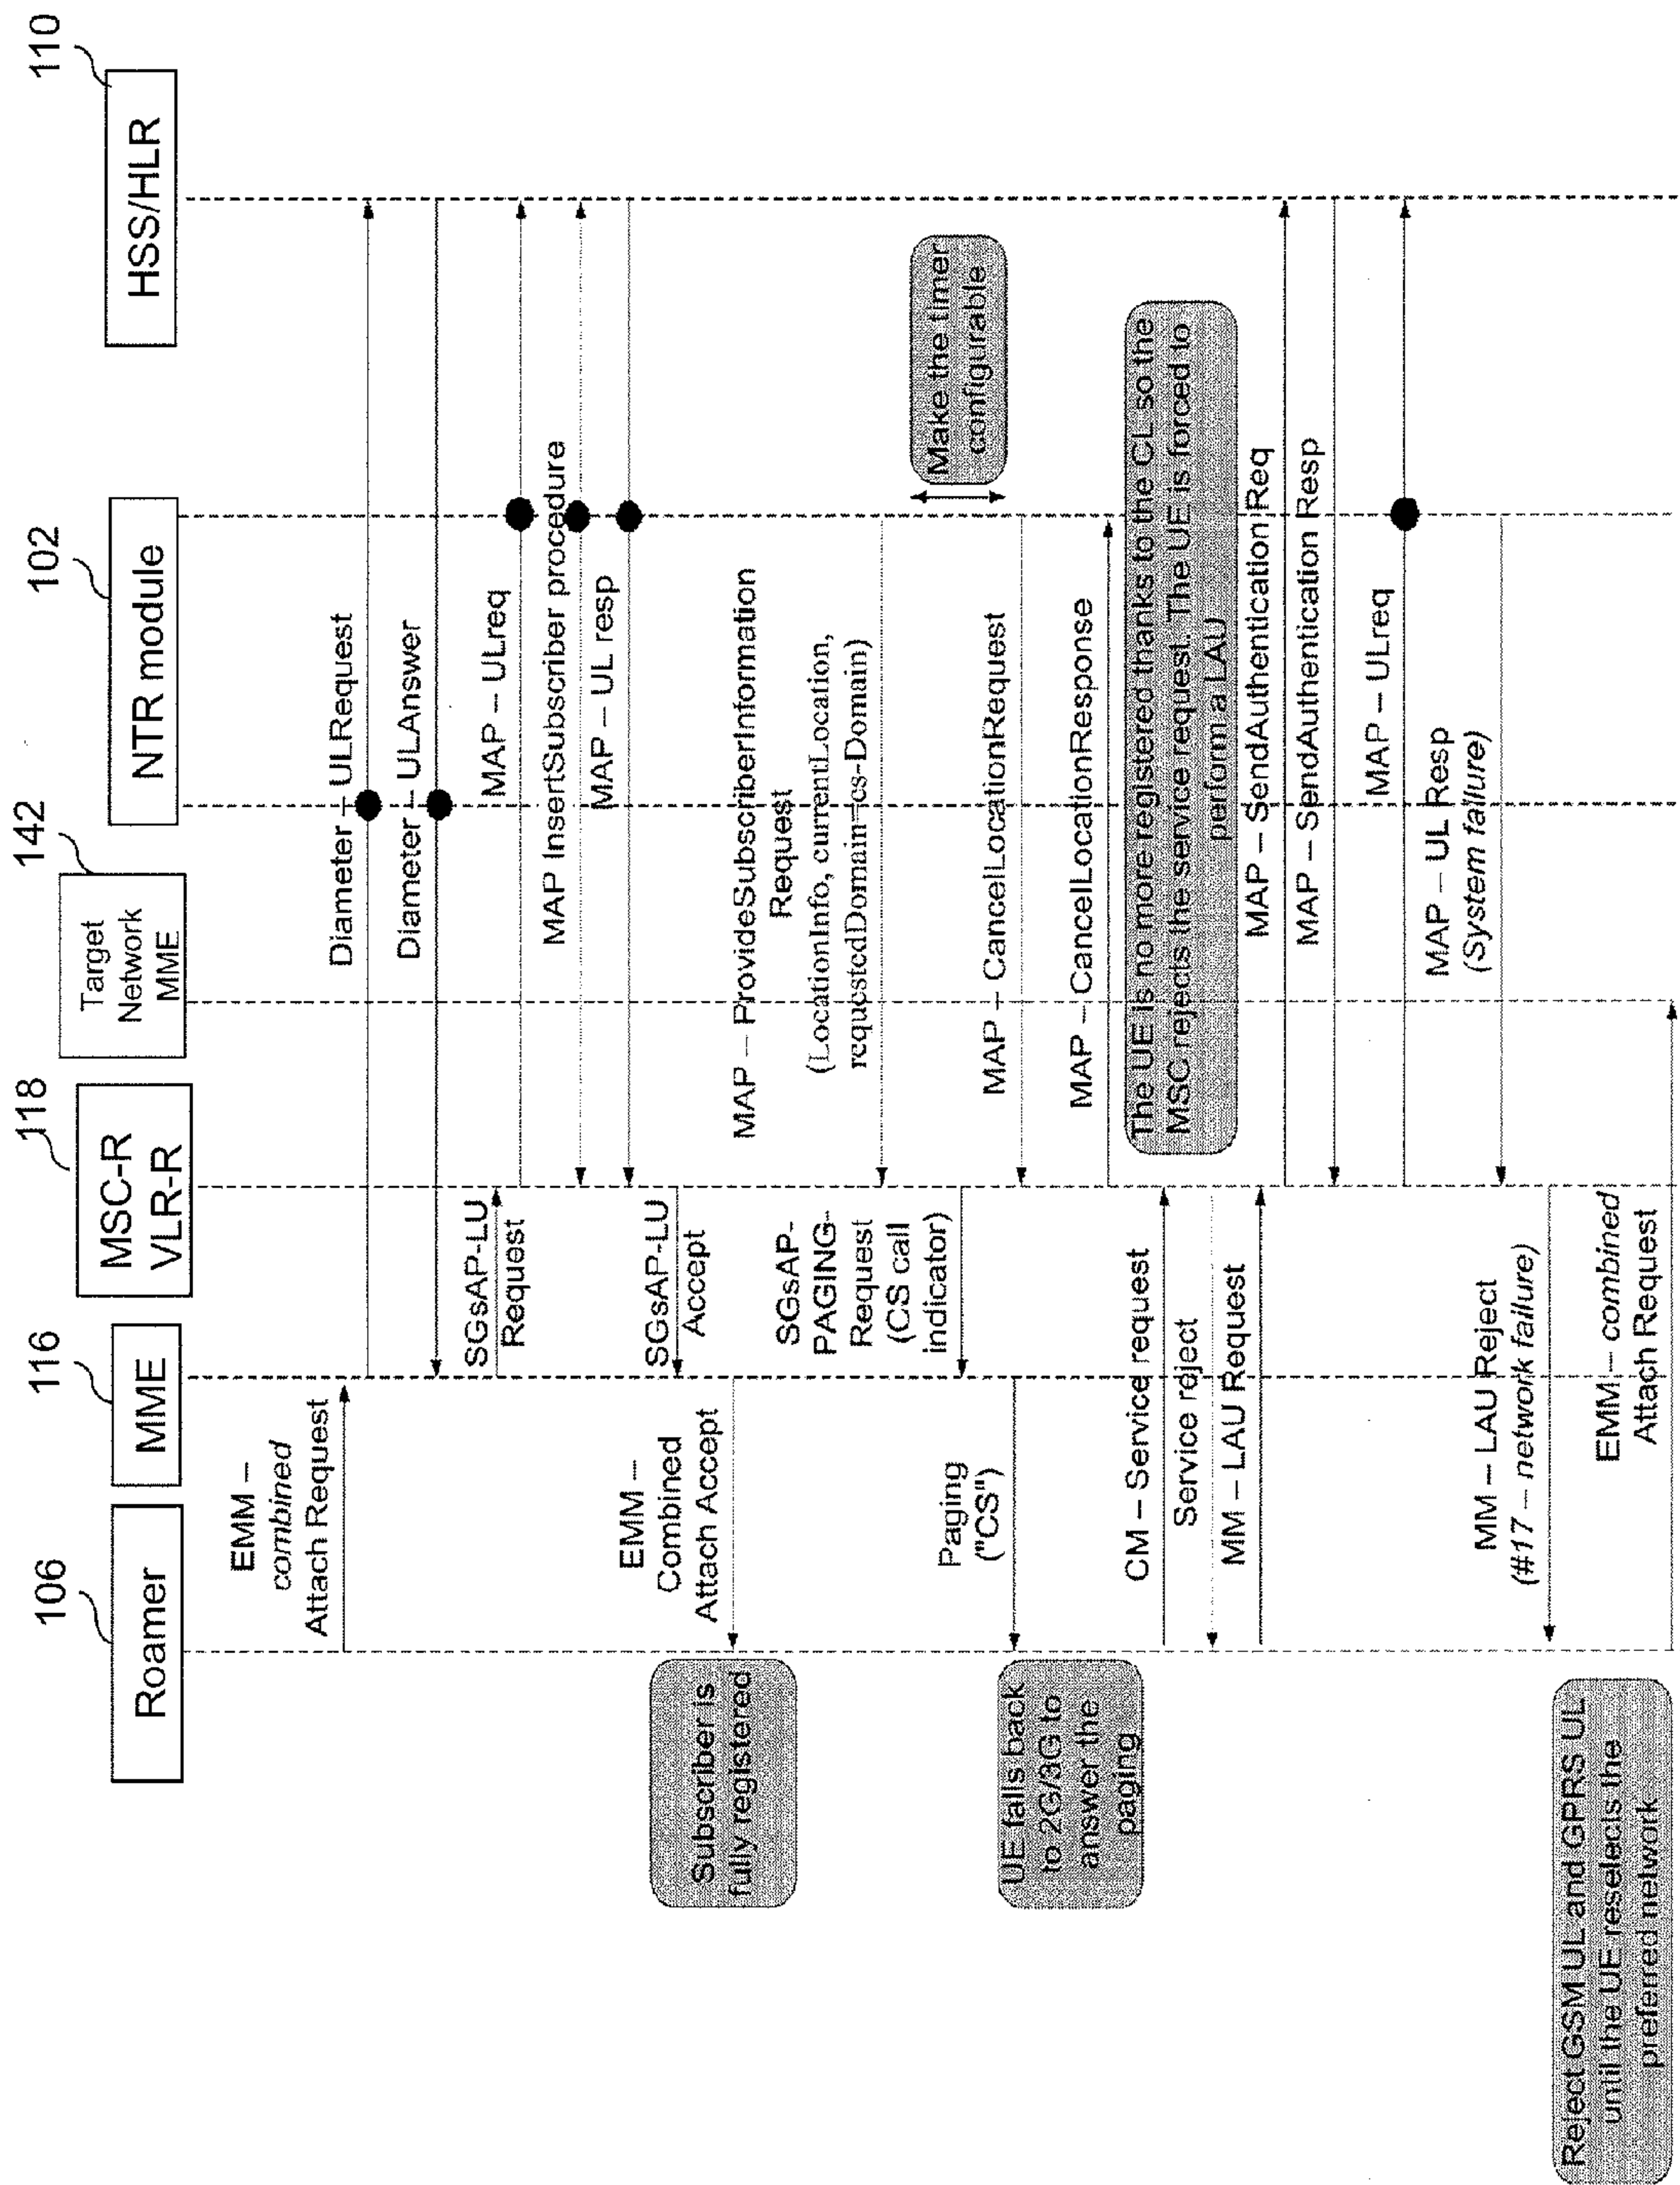 Roamer
106
MME
116
MSC-R
VLR-R
118
Target
Network
MME
142
NTR module
102
HSS/HLR
110
EMM –
combined
Attach Request
Diameter – ULRequest
Diameter – ULAnswer
SGsAP-LU
Request
MAP – ULreq
MAP InsertSubscriber procedure
MAP – UL resp
SGsAP-LU
Accept
EMM –
Combined
Attach Accept
Subscriber is
fully registered
MAP – ProvideSubscriberInformation
Request
(LocationInfo, currentLocation,
requestedDomain=cs-Domain)
SGsAP-
PAGING-
Request
(CS call
indicator)
Make the timer
configurable
Paging
("CS")
UE falls back
to 2G/3G to
answer the
paging
MAP – CancelLocationRequest
MAP – CancelLocationResponse
The UE is no more registered thanks to the CL so the
MSC rejects the service request. The UE is forced to
perform a LAU
CM – Service request
Service reject
MM – LAU Request
MAP – SendAuthentication Req
MAP – SendAuthentication Resp
MAP – ULreq
MAP – UL Resp
(System failure)
MM – LAU Reject
(#17 – network failure)
Reject GSM UL and GPRS UL
until the UE reselects the
preferred network
EMM – combined
Attach Request